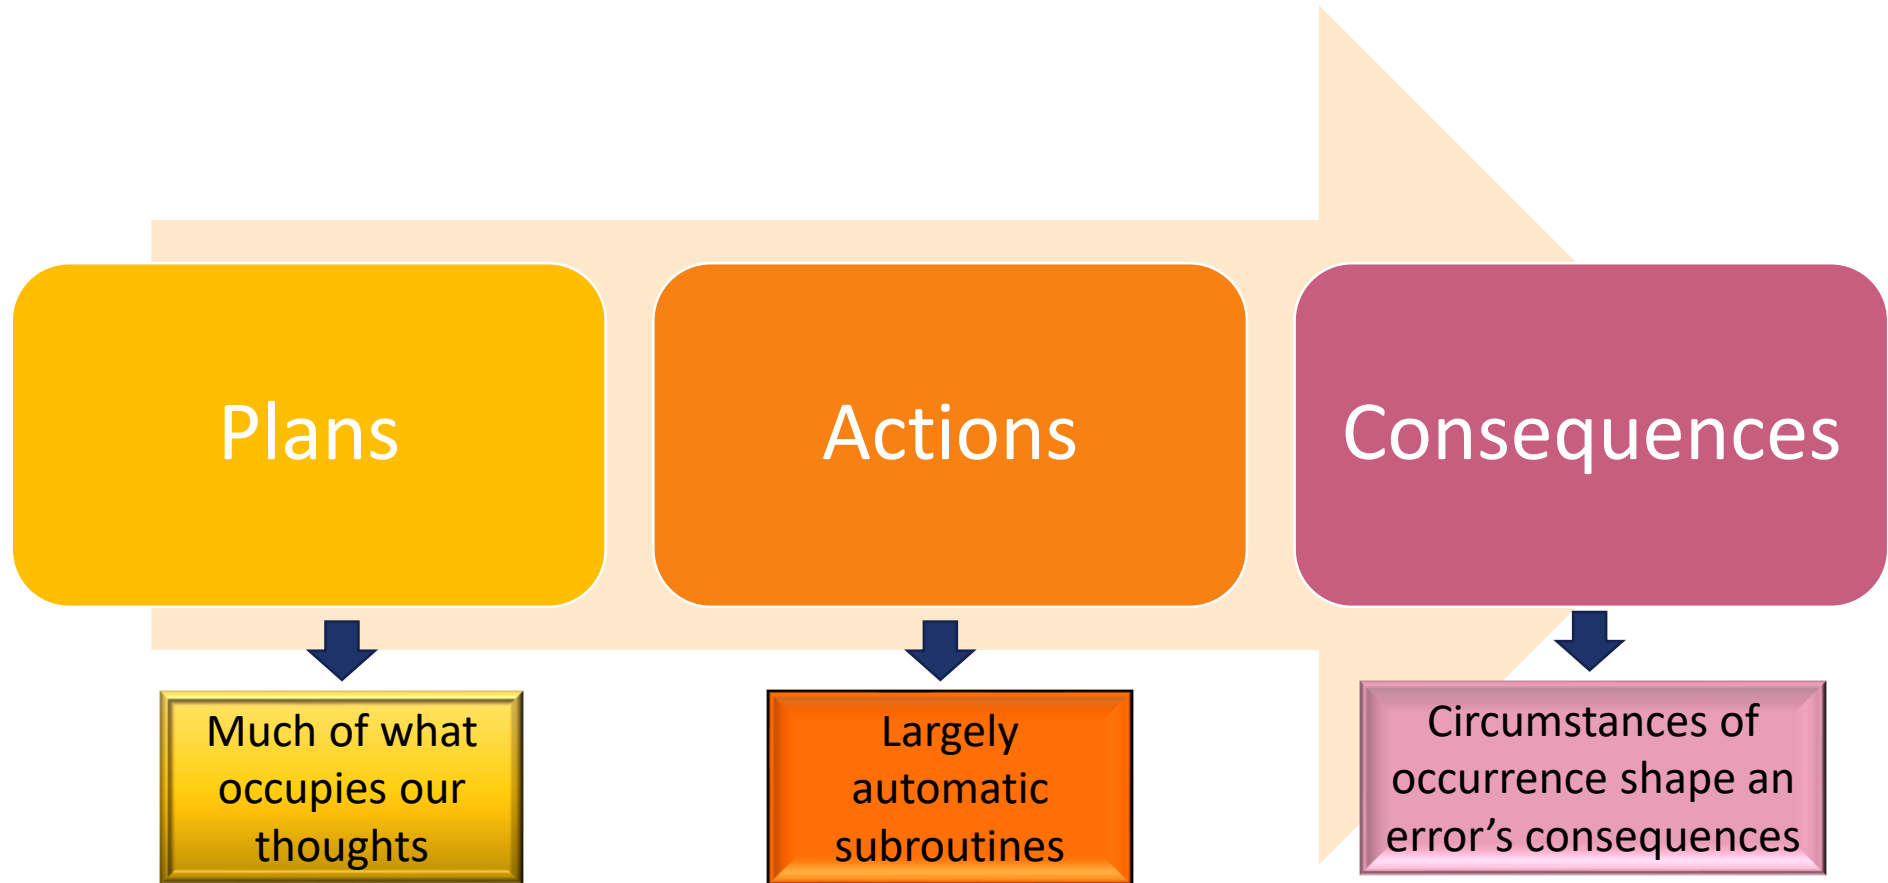 Plans
Actions
Consequences
Much of what
occupies our
thoughts
Largely
automatic
subroutines
Circumstances of
occurrence shape an
error’s consequences